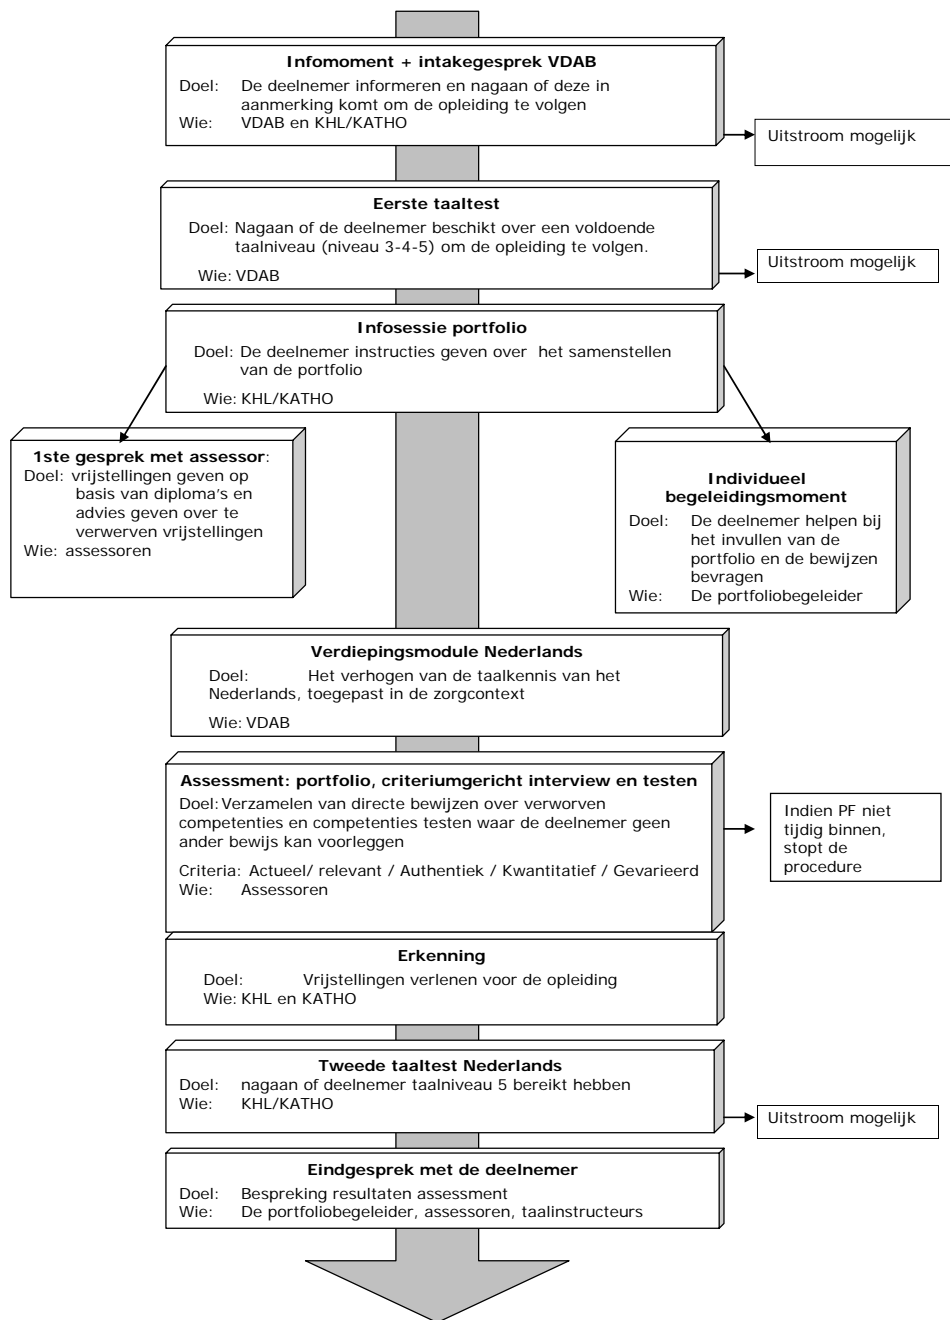 Infomoment + intakegesprek VDAB
Doel: De deelnemer informeren en nagaan of deze in
aanmerking komt om de opleiding te volgen
Wie: VDAB en KHL/KATHO
Uitstroom mogelijk
Eerste taaltest
Doel: Nagaan of de deelnemer beschikt over een voldoende
taalniveau (niveau 3-4-5) om de opleiding te volgen.
Wie: VDAB
Uitstroom mogelijk
Infosessie portfolio
Doel: De deelnemer instructies geven over het samenstellen
van de portfolio
Wie: KHL/KATHO
1ste gesprek met assessor:
Doel: vrijstellingen geven op
basis van diploma's en
advies geven over te
verwerven vrijstellingen
Wie: assessoren
Individueel
begeleidingsmoment
Doel: De deelnemer helpen bij
het invullen van de
portfolio en de bewijzen
bevragen
Wie: De portfoliobegeleider
Verdiepingsmodule Nederlands
Doel: Het verhogen van de taalkennis van het
Nederlands, toegepast in de zorgcontext
Wie: VDAB
Assessment: portfolio, criteriumgericht interview en testen
Doel: Verzamelen van directe bewijzen over verworven
competenties en competenties testen waar de deelnemer geen
ander bewijs kan voorleggen
Criteria: Actueel/ relevant / Authentiek / Kwantitatief / Gevarieerd
Wie: Assessoren
Indien PF niet
tijdig binnen,
stopt de
procedure
Erkenning
Doel: Vrijstellingen verlenen voor de opleiding
Wie: KHL en KATHO
Tweede taaltest Nederlands
Doel: nagaan of deelnemer taalniveau 5 bereikt hebben
Wie: KHL/KATHO
Uitstroom mogelijk
Eindgesprek met de deelnemer
Doel: Bespreking resultaten assessment
Wie: De portfoliobegeleider, assessoren, taalinstructeurs